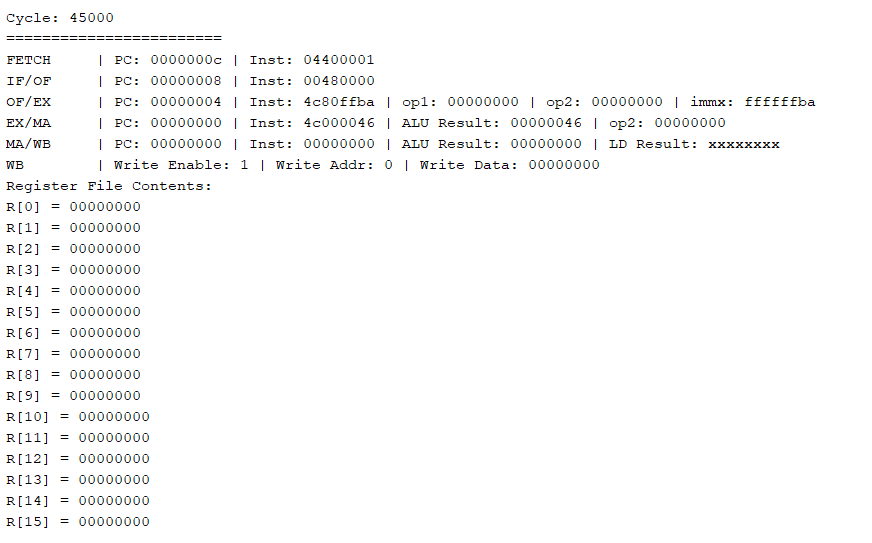 Cycle: 45000
========================
FETCH     | PC: 0000000c | Inst: 04400001
IF/OF     | PC: 00000008 | Inst: 00480000
OF/EX     | PC: 00000004 | Inst: 4c80ffba | op1: 00000000 | op2: 00000000 | immx: ffffffba
EX/MA     | PC: 00000000 | Inst: 4c000046 | ALU Result: 00000046 | op2: 00000000
MA/WB     | PC: 00000000 | Inst: 00000000 | ALU Result: 00000000 | LD Result: xxxxxxxx
WB        | Write Enable: 1 | Write Addr: 0 | Write Data: 00000000
Register File Contents:
R[0] = 00000000
R[1] = 00000000
R[2] = 00000000
R[3] = 00000000
R[4] = 00000000
R[5] = 00000000
R[6] = 00000000
R[7] = 00000000
R[8] = 00000000
R[9] = 00000000
R[10] = 00000000
R[11] = 00000000
R[12] = 00000000
R[13] = 00000000
R[14] = 00000000
R[15] = 00000000